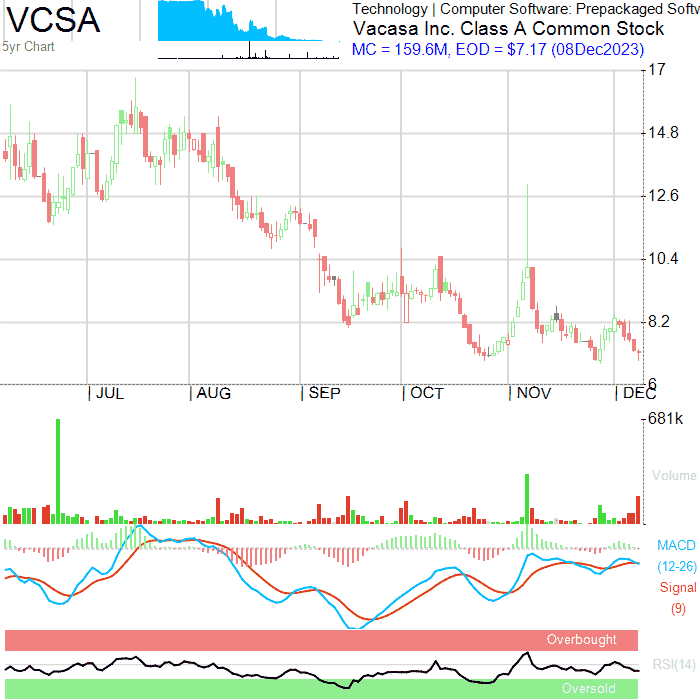 VCSA
5yr Chart
Technology | Computer Software: Prepackaged Softw
Vacasa Inc. Class A Common Stock
MC = 159.6M, EOD = $7.17 (08Dec2023)
17
14.8
12.6
10.4
8.2
6
| JUL | AUG | SEP | OCT | NOV | DEC
681k
Volume
MACD
(12-26)
Signal
(9)
Overbought
RSI(14)
Oversold